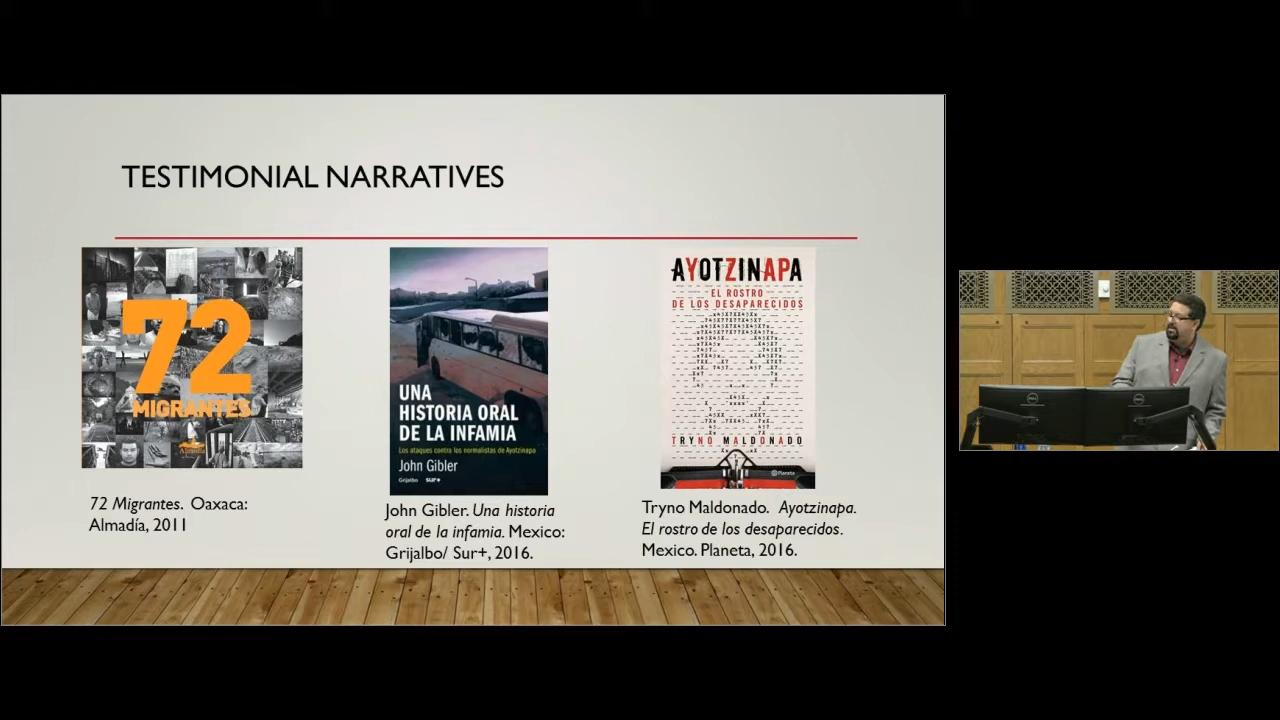 TESTIMONIAL NARRATIVES
72
MIGRANTES
Almadía
72 Migrantes. Oaxaca:
Almadía, 2011
UNA
HISTORIA ORAL
DE LA INFAMIA
Los ataques contra los normalistas de Ayotzinapa
John Gibler
Grijalbo sur+
John Gibler. Una historia
oral de la infamia. Mexico:
Grijalbo/ Sur+, 2016.
AYOTZINAPA
EL ROSTRO
DE LOS DESAPARECIDOS
TRYNO MALDONADO
Planeta
Tryno Maldonado. Ayotzinapa.
El rostro de los desaparecidos.
Mexico. Planeta, 2016.